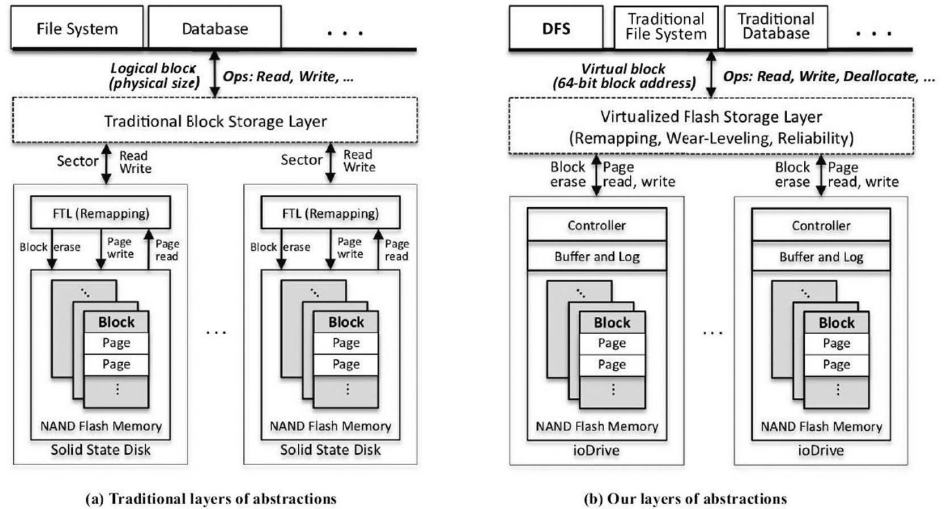 File System
Database
. . .
Logical block
(physical size)
Ops: Read, Write, ...
Traditional Block Storage Layer
Sector
Read
Write
Sector
Read
Write
FTL (Remapping)
Block erase
Page
write
Page
read
Block
Page
Page
NAND Flash Memory
Solid State Disk
...
FTL (Remapping)
Block erase
Page
write
Page
read
Block
Page
Page
NAND Flash Memory
Solid State Disk
(a) Traditional layers of abstractions
DFS
Traditional
File System
Traditional
Database
. . .
Virtual block
(64-bit block address)
Ops: Read, Write, Deallocate, ...
Virtualized Flash Storage Layer
(Remapping, Wear-Leveling, Reliability)
Block
erase
Page
read, write
Block
erase
Page
read, write
Controller
Buffer and Log
Block
Page
Page
NAND Flash Memory
ioDrive
...
Controller
Buffer and Log
Block
Page
Page
NAND Flash Memory
ioDrive
(b) Our layers of abstractions